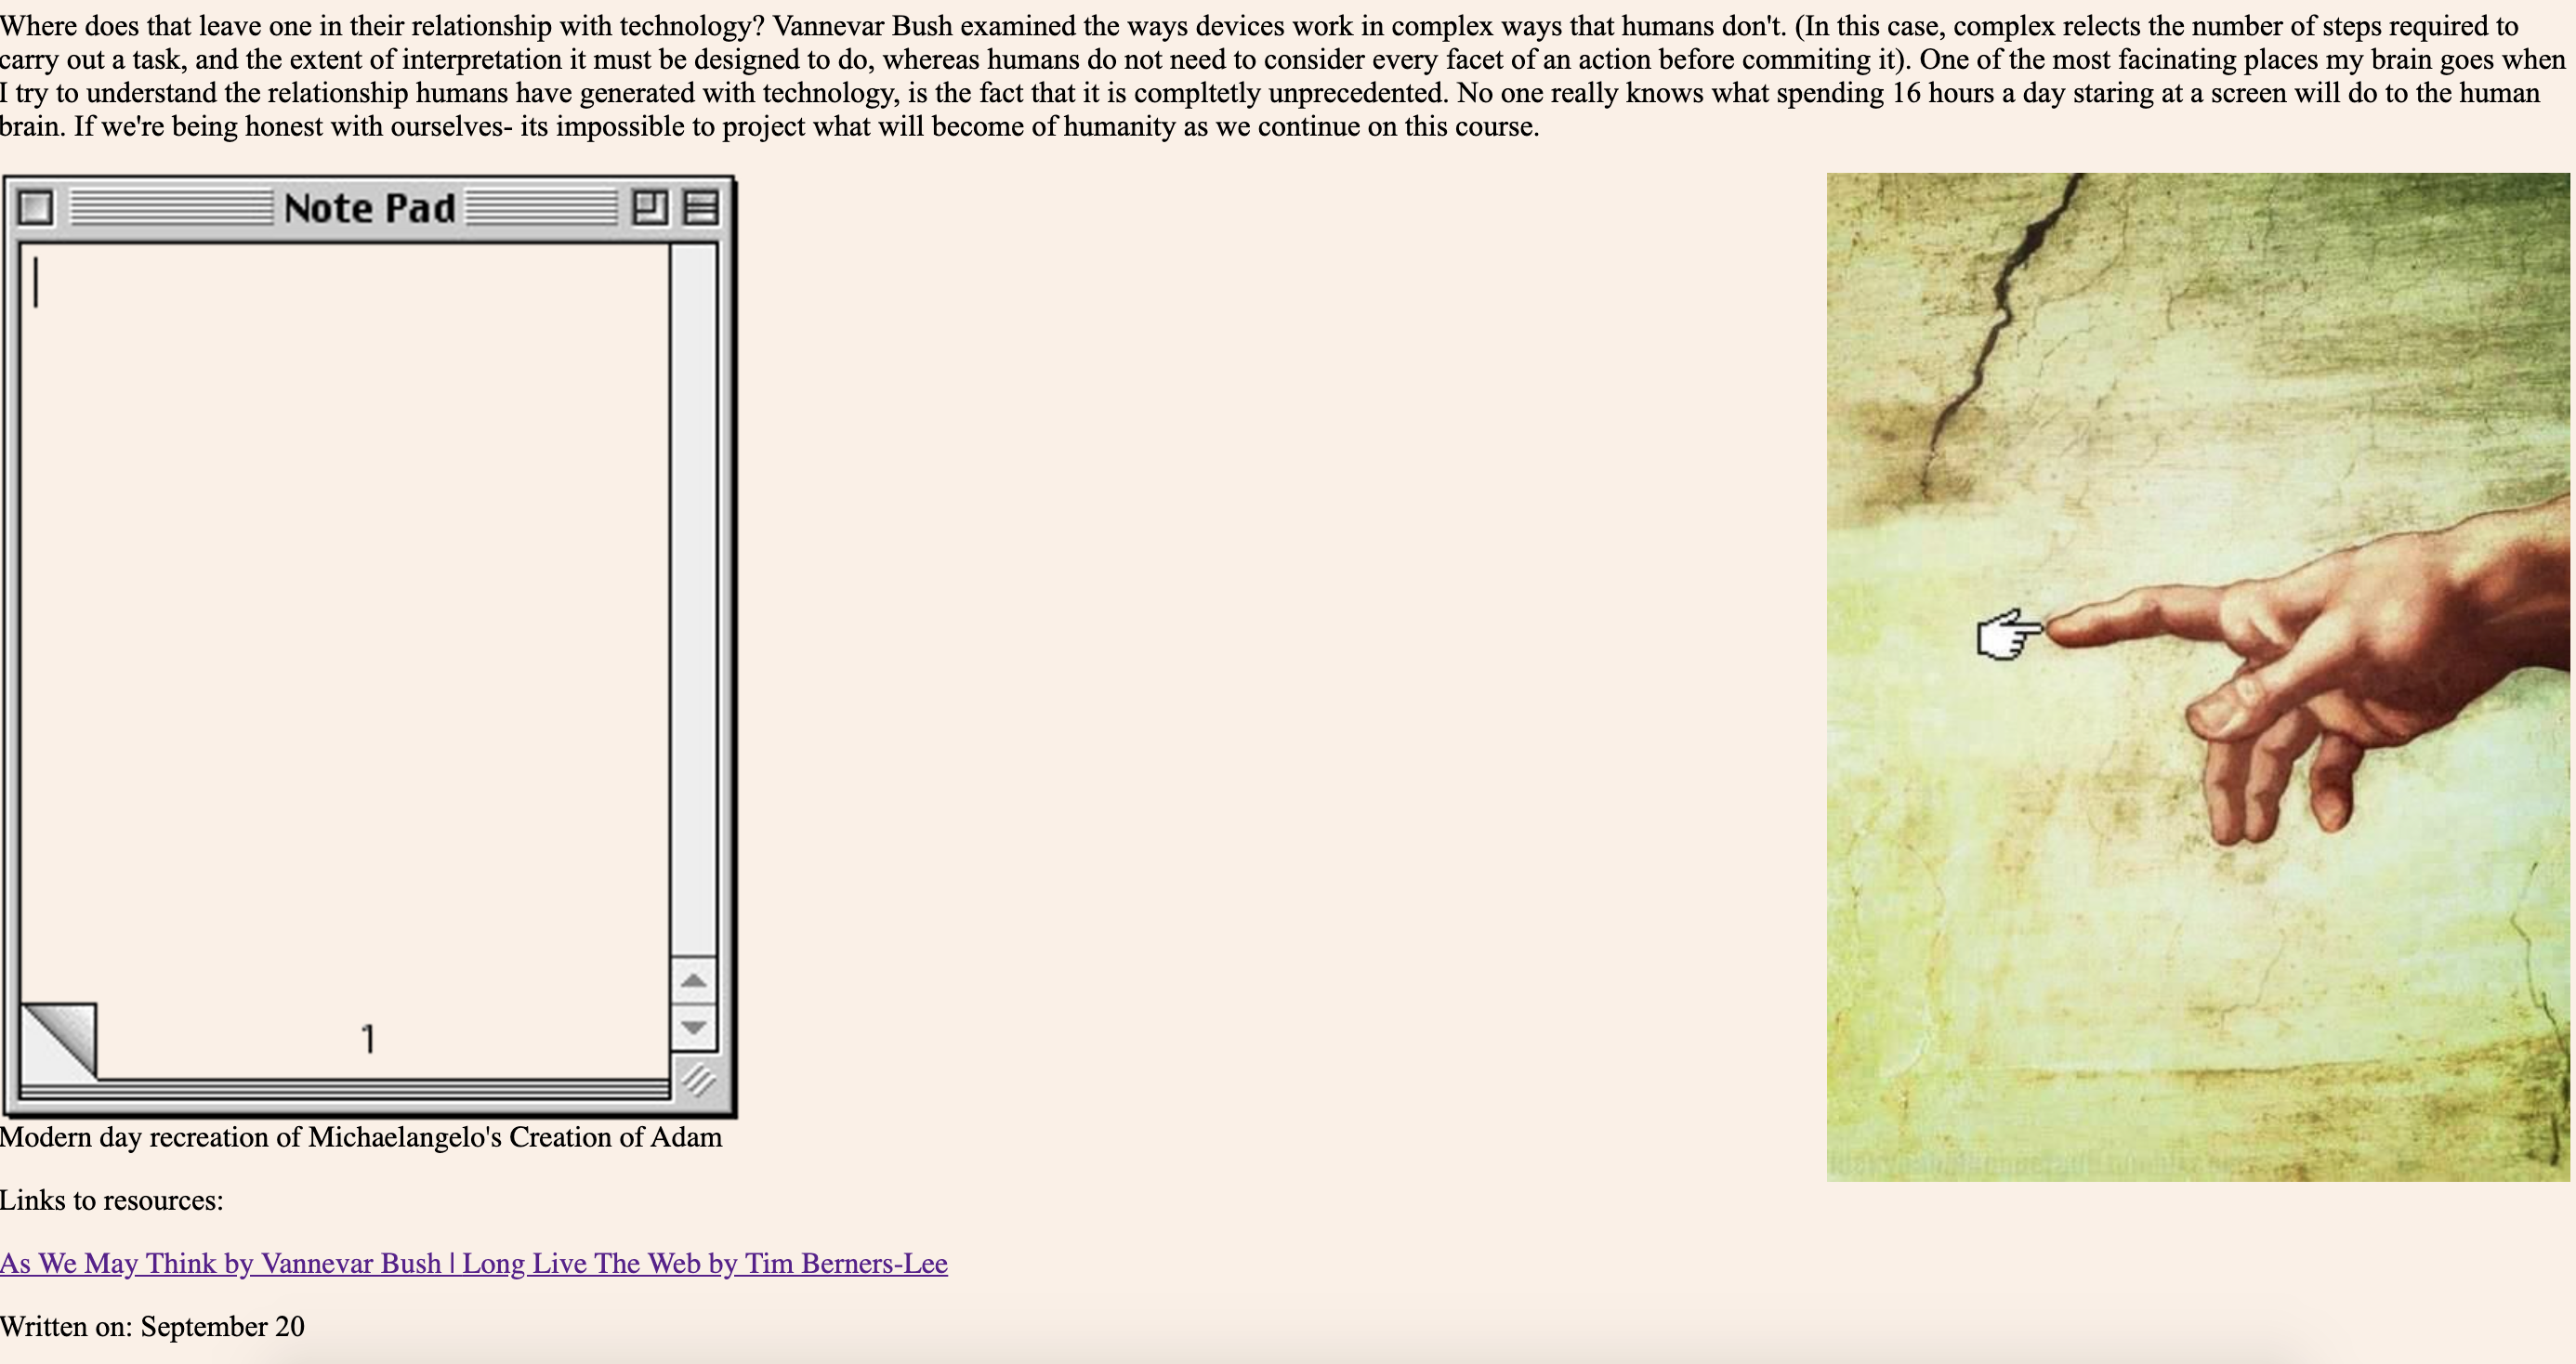 Where does that leave one in their relationship with technology? Vannevar Bush examined the ways devices work in complex ways that humans don't. (In this case, complex relects the number of steps required to
carry out a task, and the extent of interpretation it must be designed to do, whereas humans do not need to consider every facet of an action before commiting it). One of the most facinating places my brain goes when
I try to understand the relationship humans have generated with technology, is the fact that it is compltetly unprecedented. No one really knows what spending 16 hours a day staring at a screen will do to the human
brain. If we're being honest with ourselves- its impossible to project what will become of humanity as we continue on this course.
Note Pad
1
Modern day recreation of Michaelangelo's Creation of Adam
Links to resources:
As We May Think by Vannevar Bush | Long Live The Web by Tim Berners-Lee
Written on: September 20